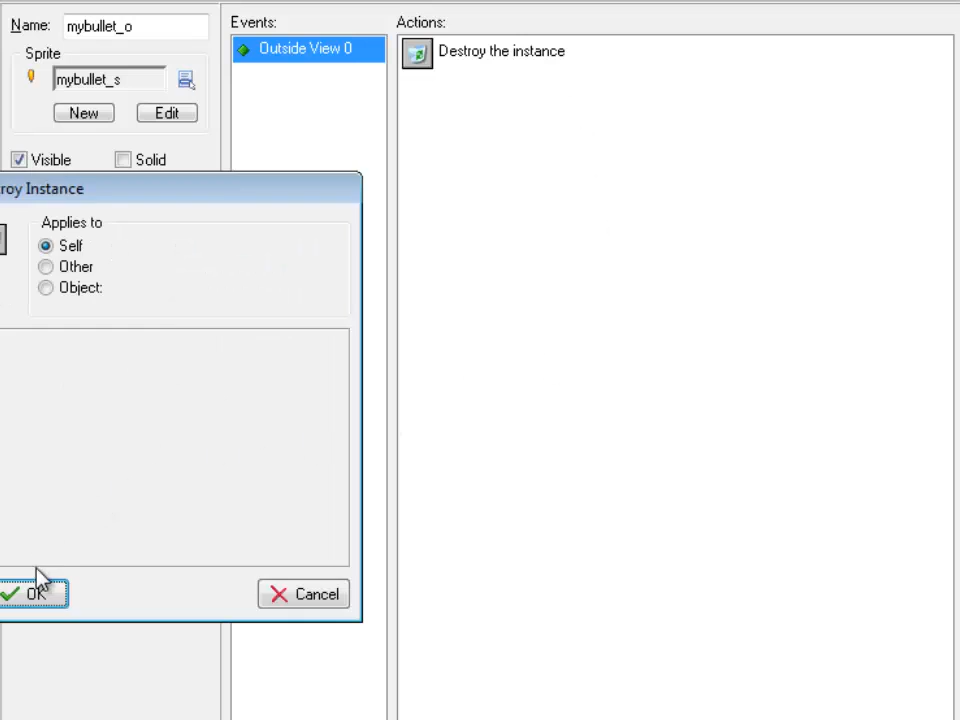 Name: mybullet_o
Events:
Actions:
Outside View 0
Destroy the instance
Sprite
mybullet_s
New
Edit
Visible
Solid
roy Instance
Applies to
Self
Other
Object:
OK
Cancel